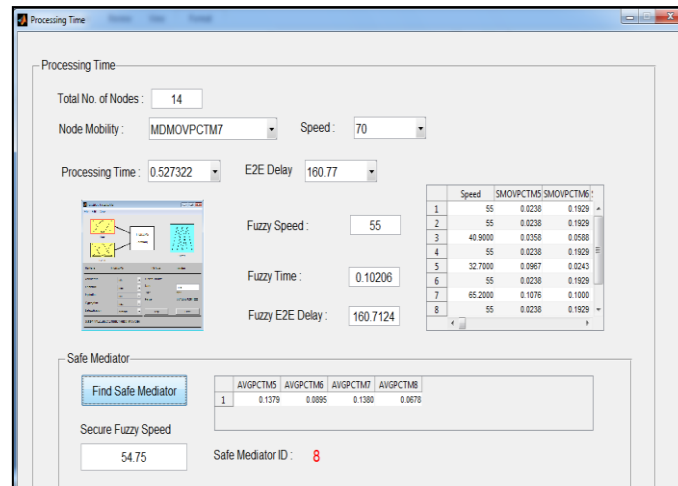 Processing Time
Processing Time
Total No. of Nodes : 14
Node Mobility : MDMOVPCTM7 Speed : 70
Processing Time : 0.527322 E2E Delay 160.77
Fuzzy Speed : 55
Fuzzy Time : 0.10206
Fuzzy E2E Delay : 160.7124
Speed SMOVPCTM5 SMOVPCTM6
1 55 0.0238 0.1929
2 55 0.0238 0.1929
3 40.9000 0.0358 0.0588
4 55 0.0238 0.1929
5 32.7000 0.0967 0.0243
6 55 0.0238 0.1929
7 65.2000 0.1076 0.1000
8 55 0.0238 0.1929
Safe Mediator
Find Safe Mediator
AVGPCTM5 AVGPCTM6 AVGPCTM7 AVGPCTM8
1 0.1379 0.0895 0.1380 0.0678
Secure Fuzzy Speed
54.75
Safe Mediator ID : 8